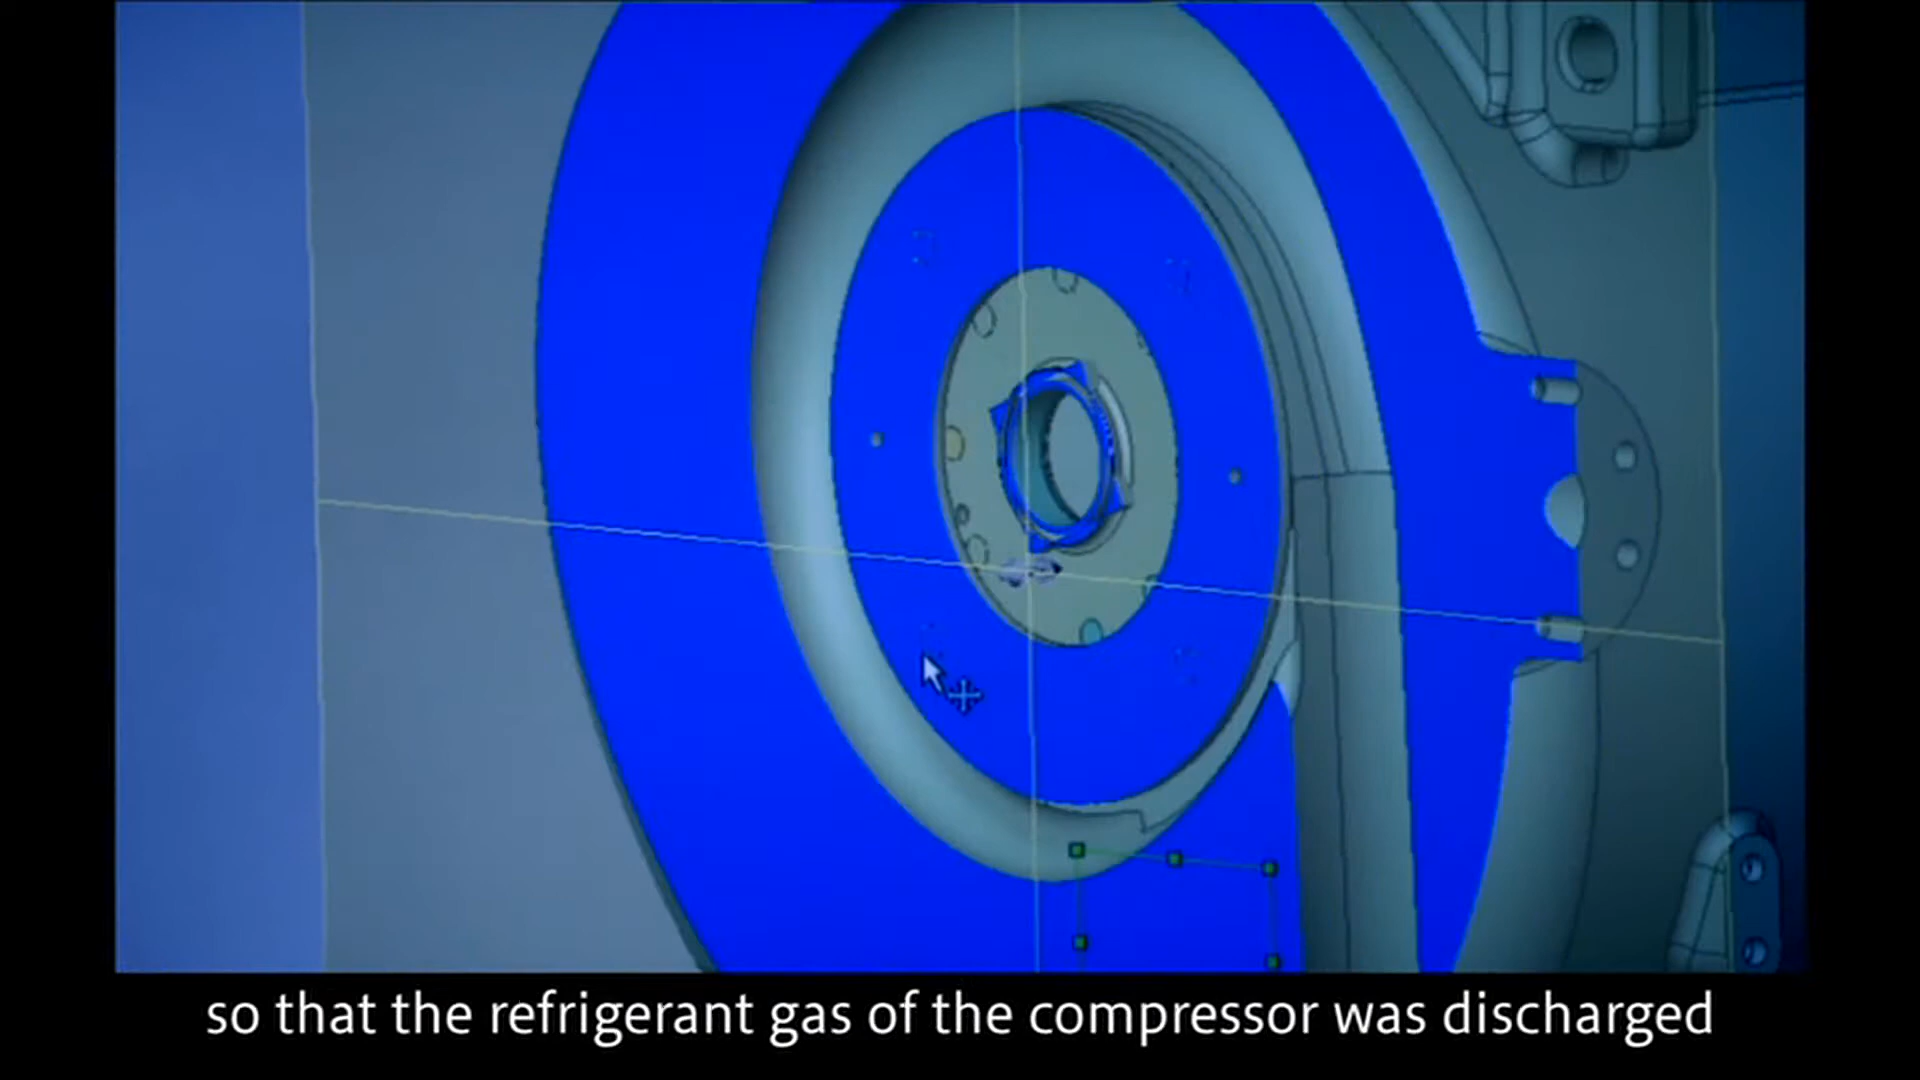 so that the refrigerant gas of the compressor was discharged